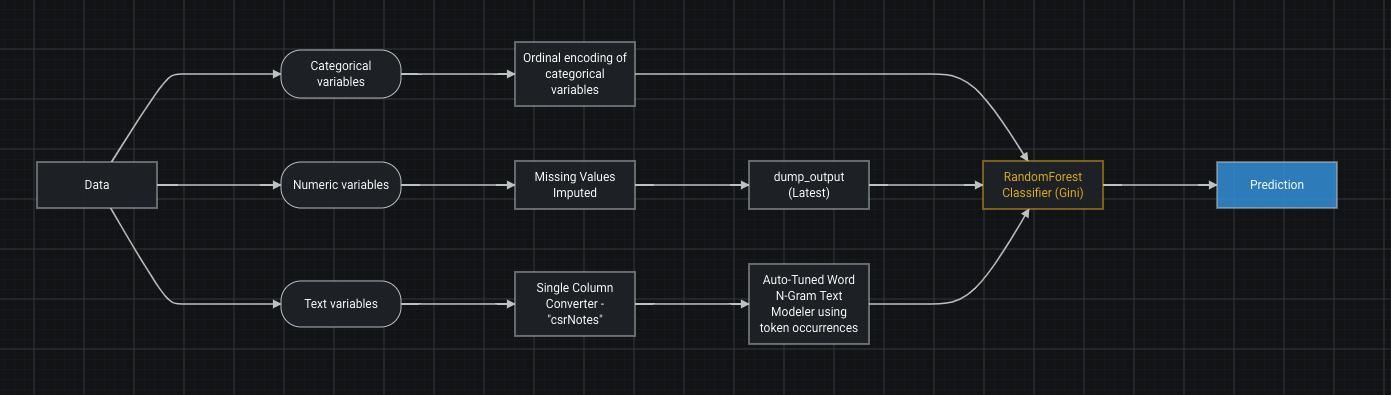 Categorical
variables
Ordinal encoding of
categorical
variables
Data
Numeric variables
Missing Values
Imputed
dump_output
(Latest)
RandomForest
Classifier (Gini)
Prediction
Text variables
Single Column
Converter -
"csrNotes"
Auto-Tuned Word
N-Gram Text
Modeler using
token occurrences